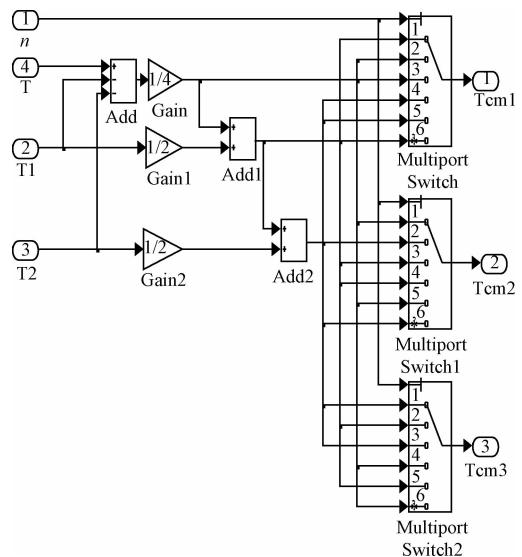 1
n
4
T
+
−
−
Add
1/4
Gain
2
T1
1/2
Gain1
+
+
Add1
3
T2
1/2
Gain2
+
+
Add2
1
2
3
4
5
*,6
Multiport
Switch
1
Tcm1
1
2
3
4
5
*,6
Multiport
Switch1
2
Tcm2
1
2
3
4
5
*,6
Multiport
Switch2
3
Tcm3